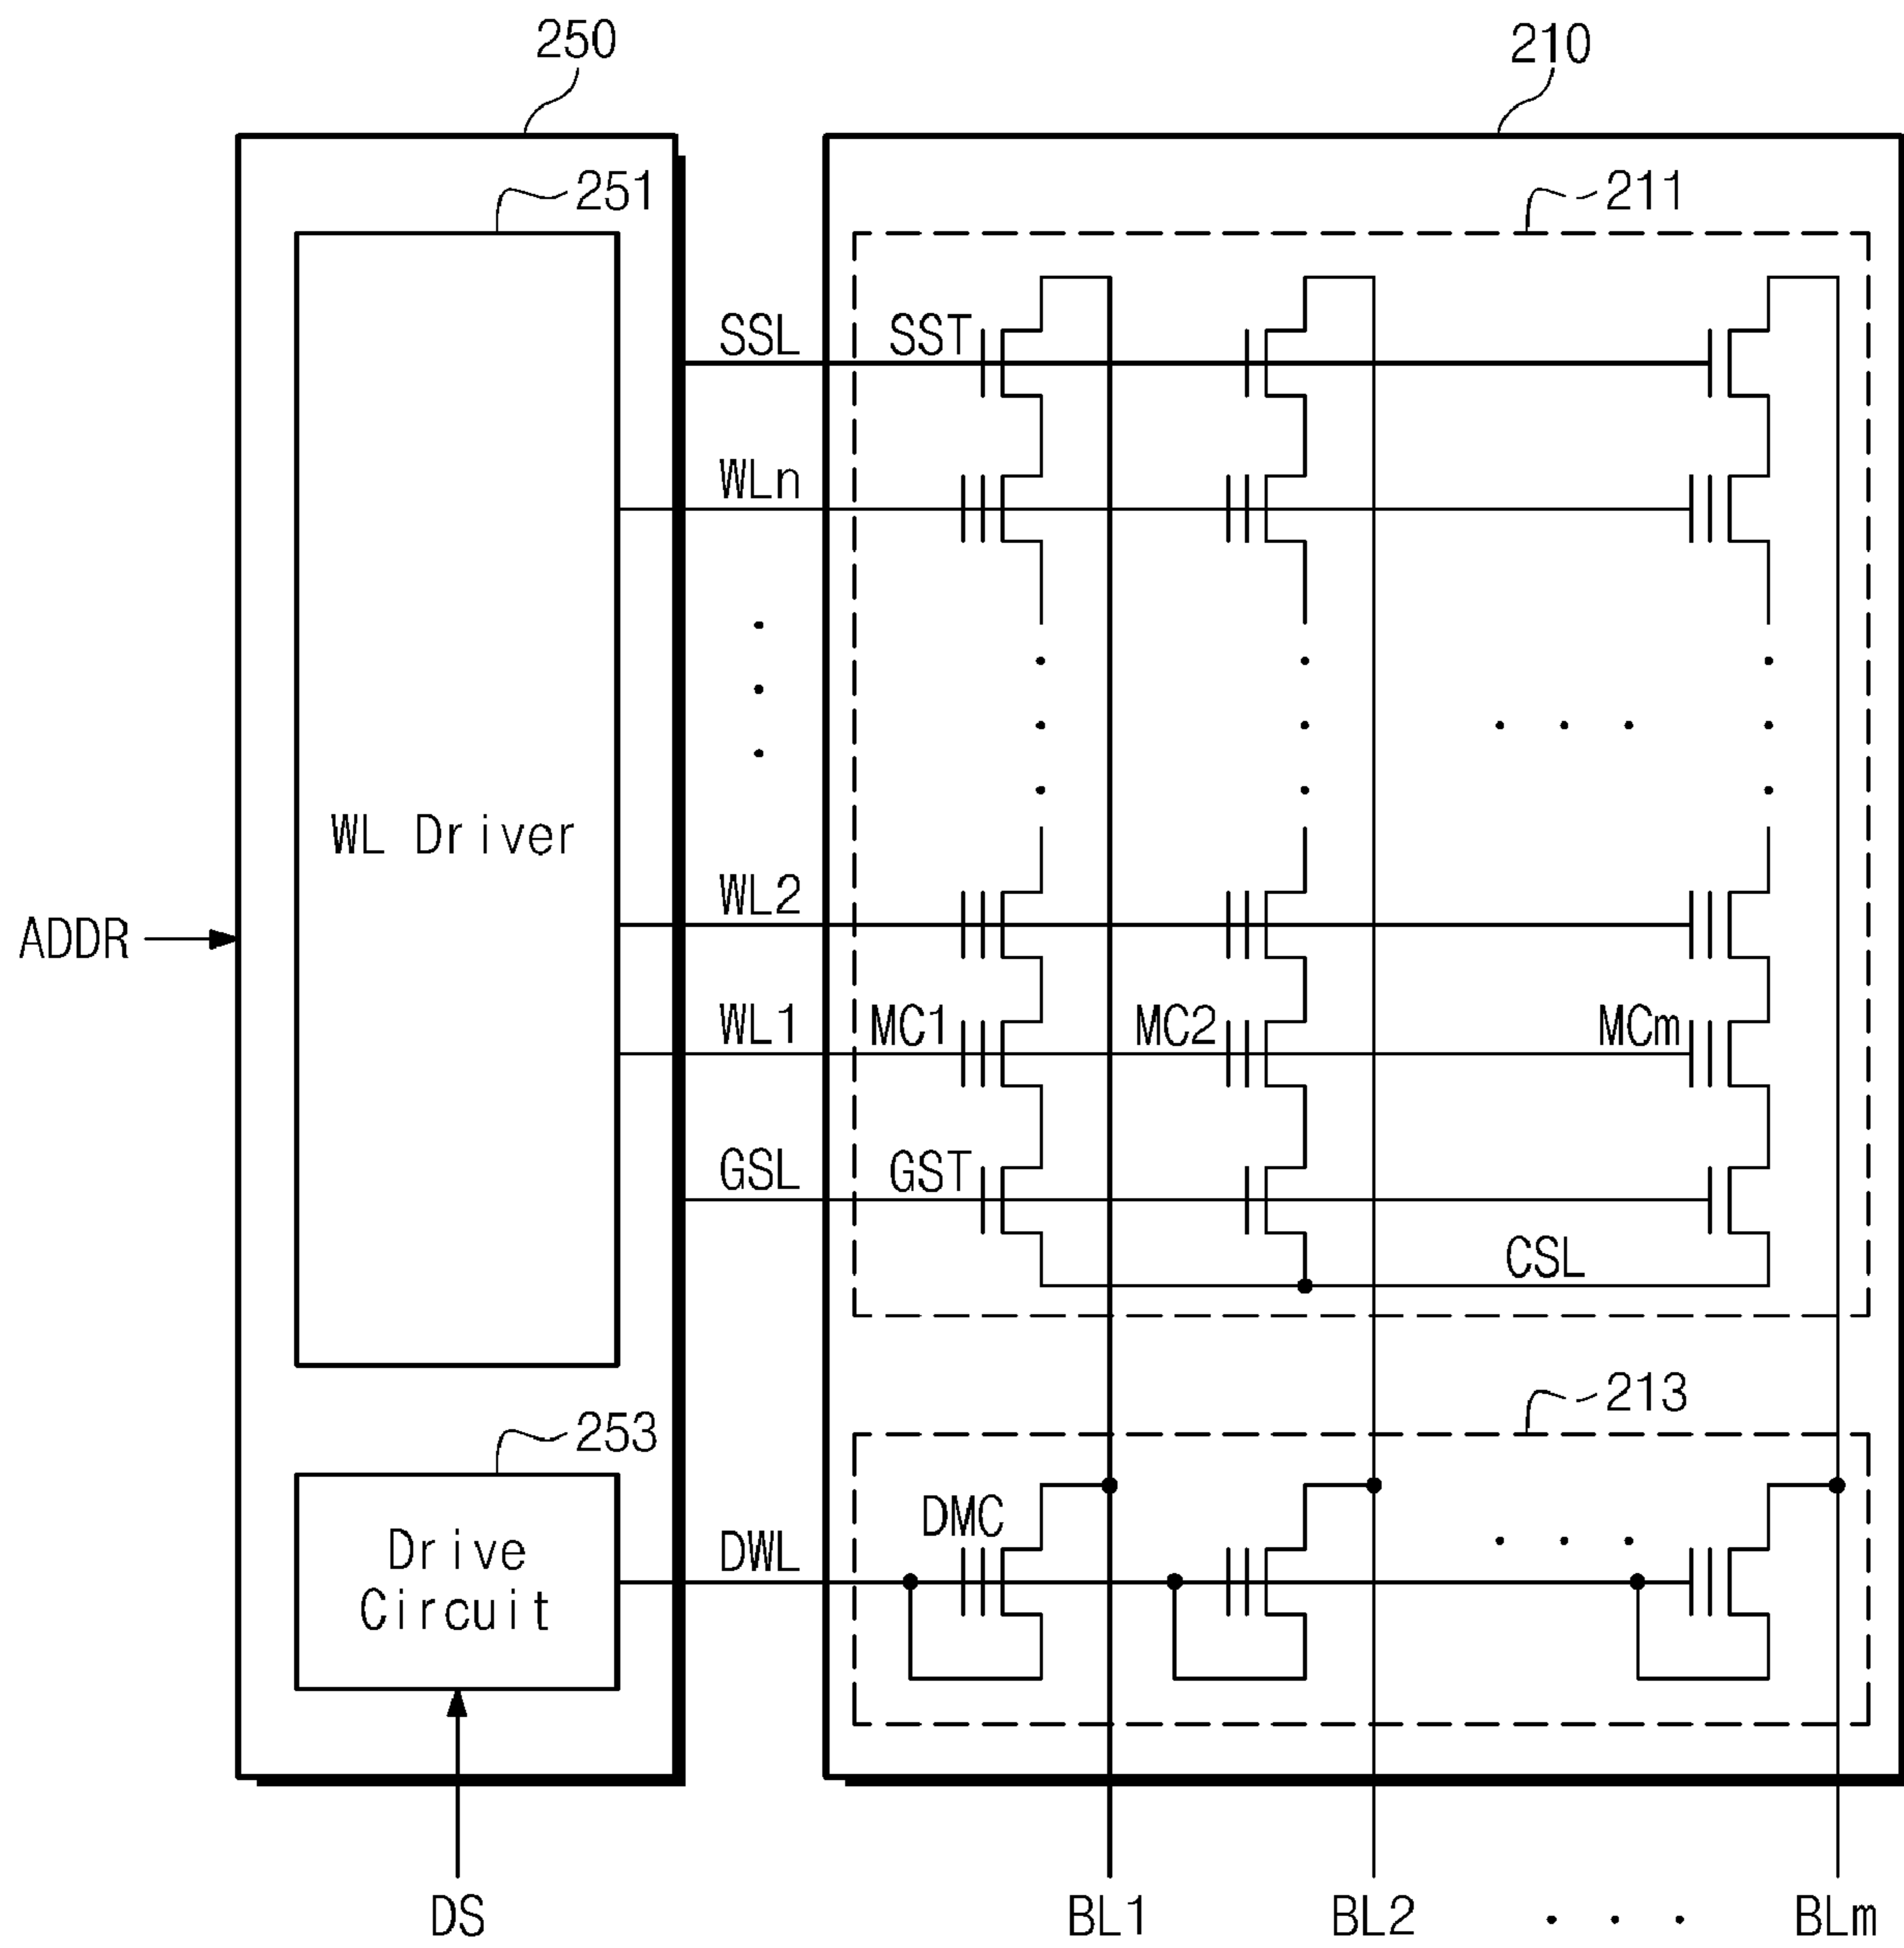 250
210
251
211
SSL
SST
WLn
WL Driver
ADDR
WL2
WL1
MC1
MC2
MCm
GSL
GST
CSL
253
213
Drive
Circuit
DWL
DMC
DS
BL1
BL2
BLm